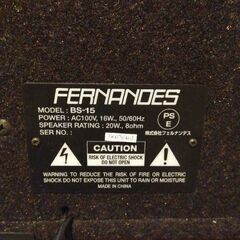 FERNANDES
MODEL : BS-15
POWER : AC100V, 16W., 50/60Hz
SPEAKER RATING : 20W, 8ohm
SER NO. :
PS
E
株式会社フェルナンデス
CAUTION
RISK OF ELECTRIC SHOCK
DO NOT OPEN
WARNING : TO REDUCE THE RISK OF FIRE OR ELECTRIC
SHOCK DO NOT EXPOSE THIS UNIT TO RAIN OR MOISTURE
MADE IN CHINA